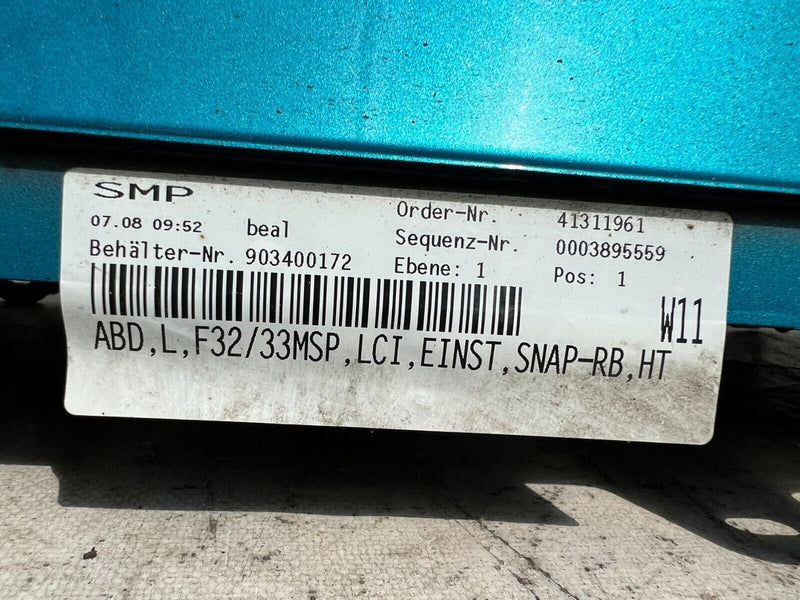 SMP
07.08 09:52 beal Order-Nr. 41311961
Sequenz-Nr. 0003895559
Behälter-Nr. 903400172 Ebene: 1 Pos: 1
W11
ABD,L,F32/33MSP,LCI,EINST,SNAP-RB,HT